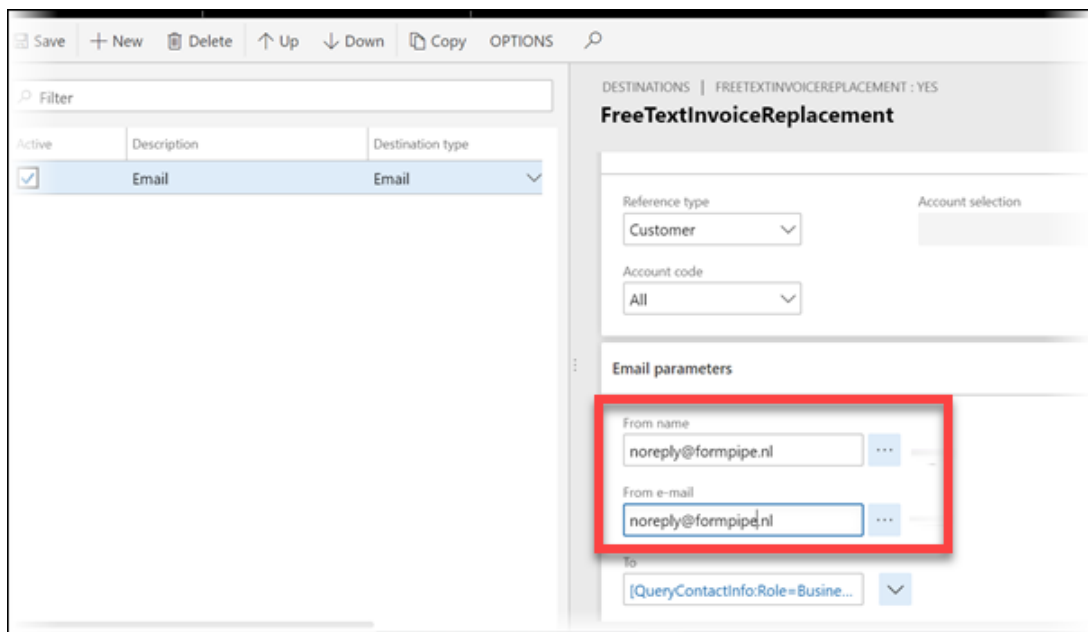 Save New Delete Up Down Copy OPTIONS
Filter
Active Description Destination type
Email Email
DESTINATIONS | FREETEXTINVOICEREPLACEMENT : YES
FreeTextInvoiceReplacement
Reference type Account selection
Customer
Account code
All
Email parameters
From name
noreply@formpipe.nl ...
From e-mail
noreply@formpipe.nl ...
To
[QueryContactInfo:Role=Busine...